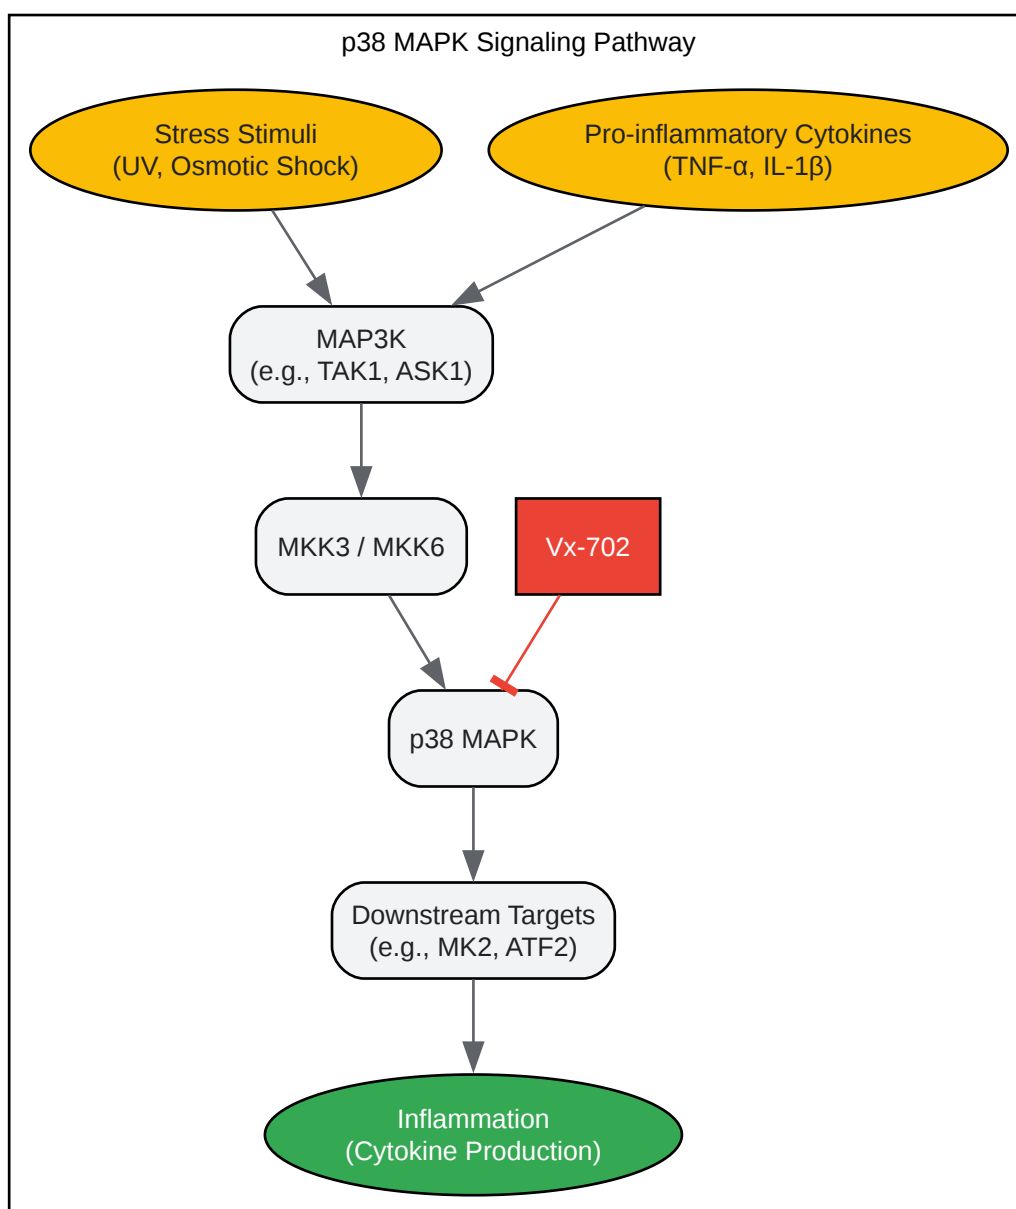 p38 MAPK Signaling Pathway
Stress Stimuli
(UV, Osmotic Shock)
Pro-inflammatory Cytokines
(TNF-α, IL-1β)
MAP3K
(e.g., TAK1, ASK1)
MKK3 / MKK6
Vx-702
p38 MAPK
Downstream Targets
(e.g., MK2, ATF2)
Inflammation
(Cytokine Production)